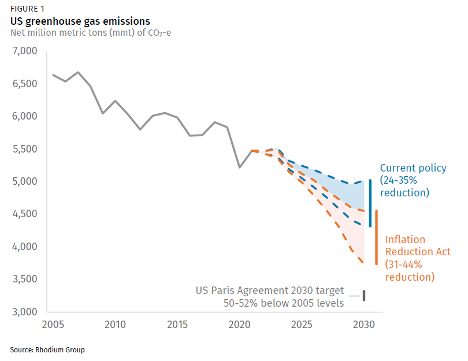 FIGURE 1
US greenhouse gas emissions
Net million metric tons (mmt) of CO₂-e
7,000
6,500
6,000
5,500
5,000
4,500
4,000
3,500
3,000
Current policy
(24-35%
reduction)
Inflation
Reduction Act
(31-44%
reduction)
US Paris Agreement 2030 target
50-52% below 2005 levels
2005
2010
2015
2020
2025
2030
Source: Rhodium Group